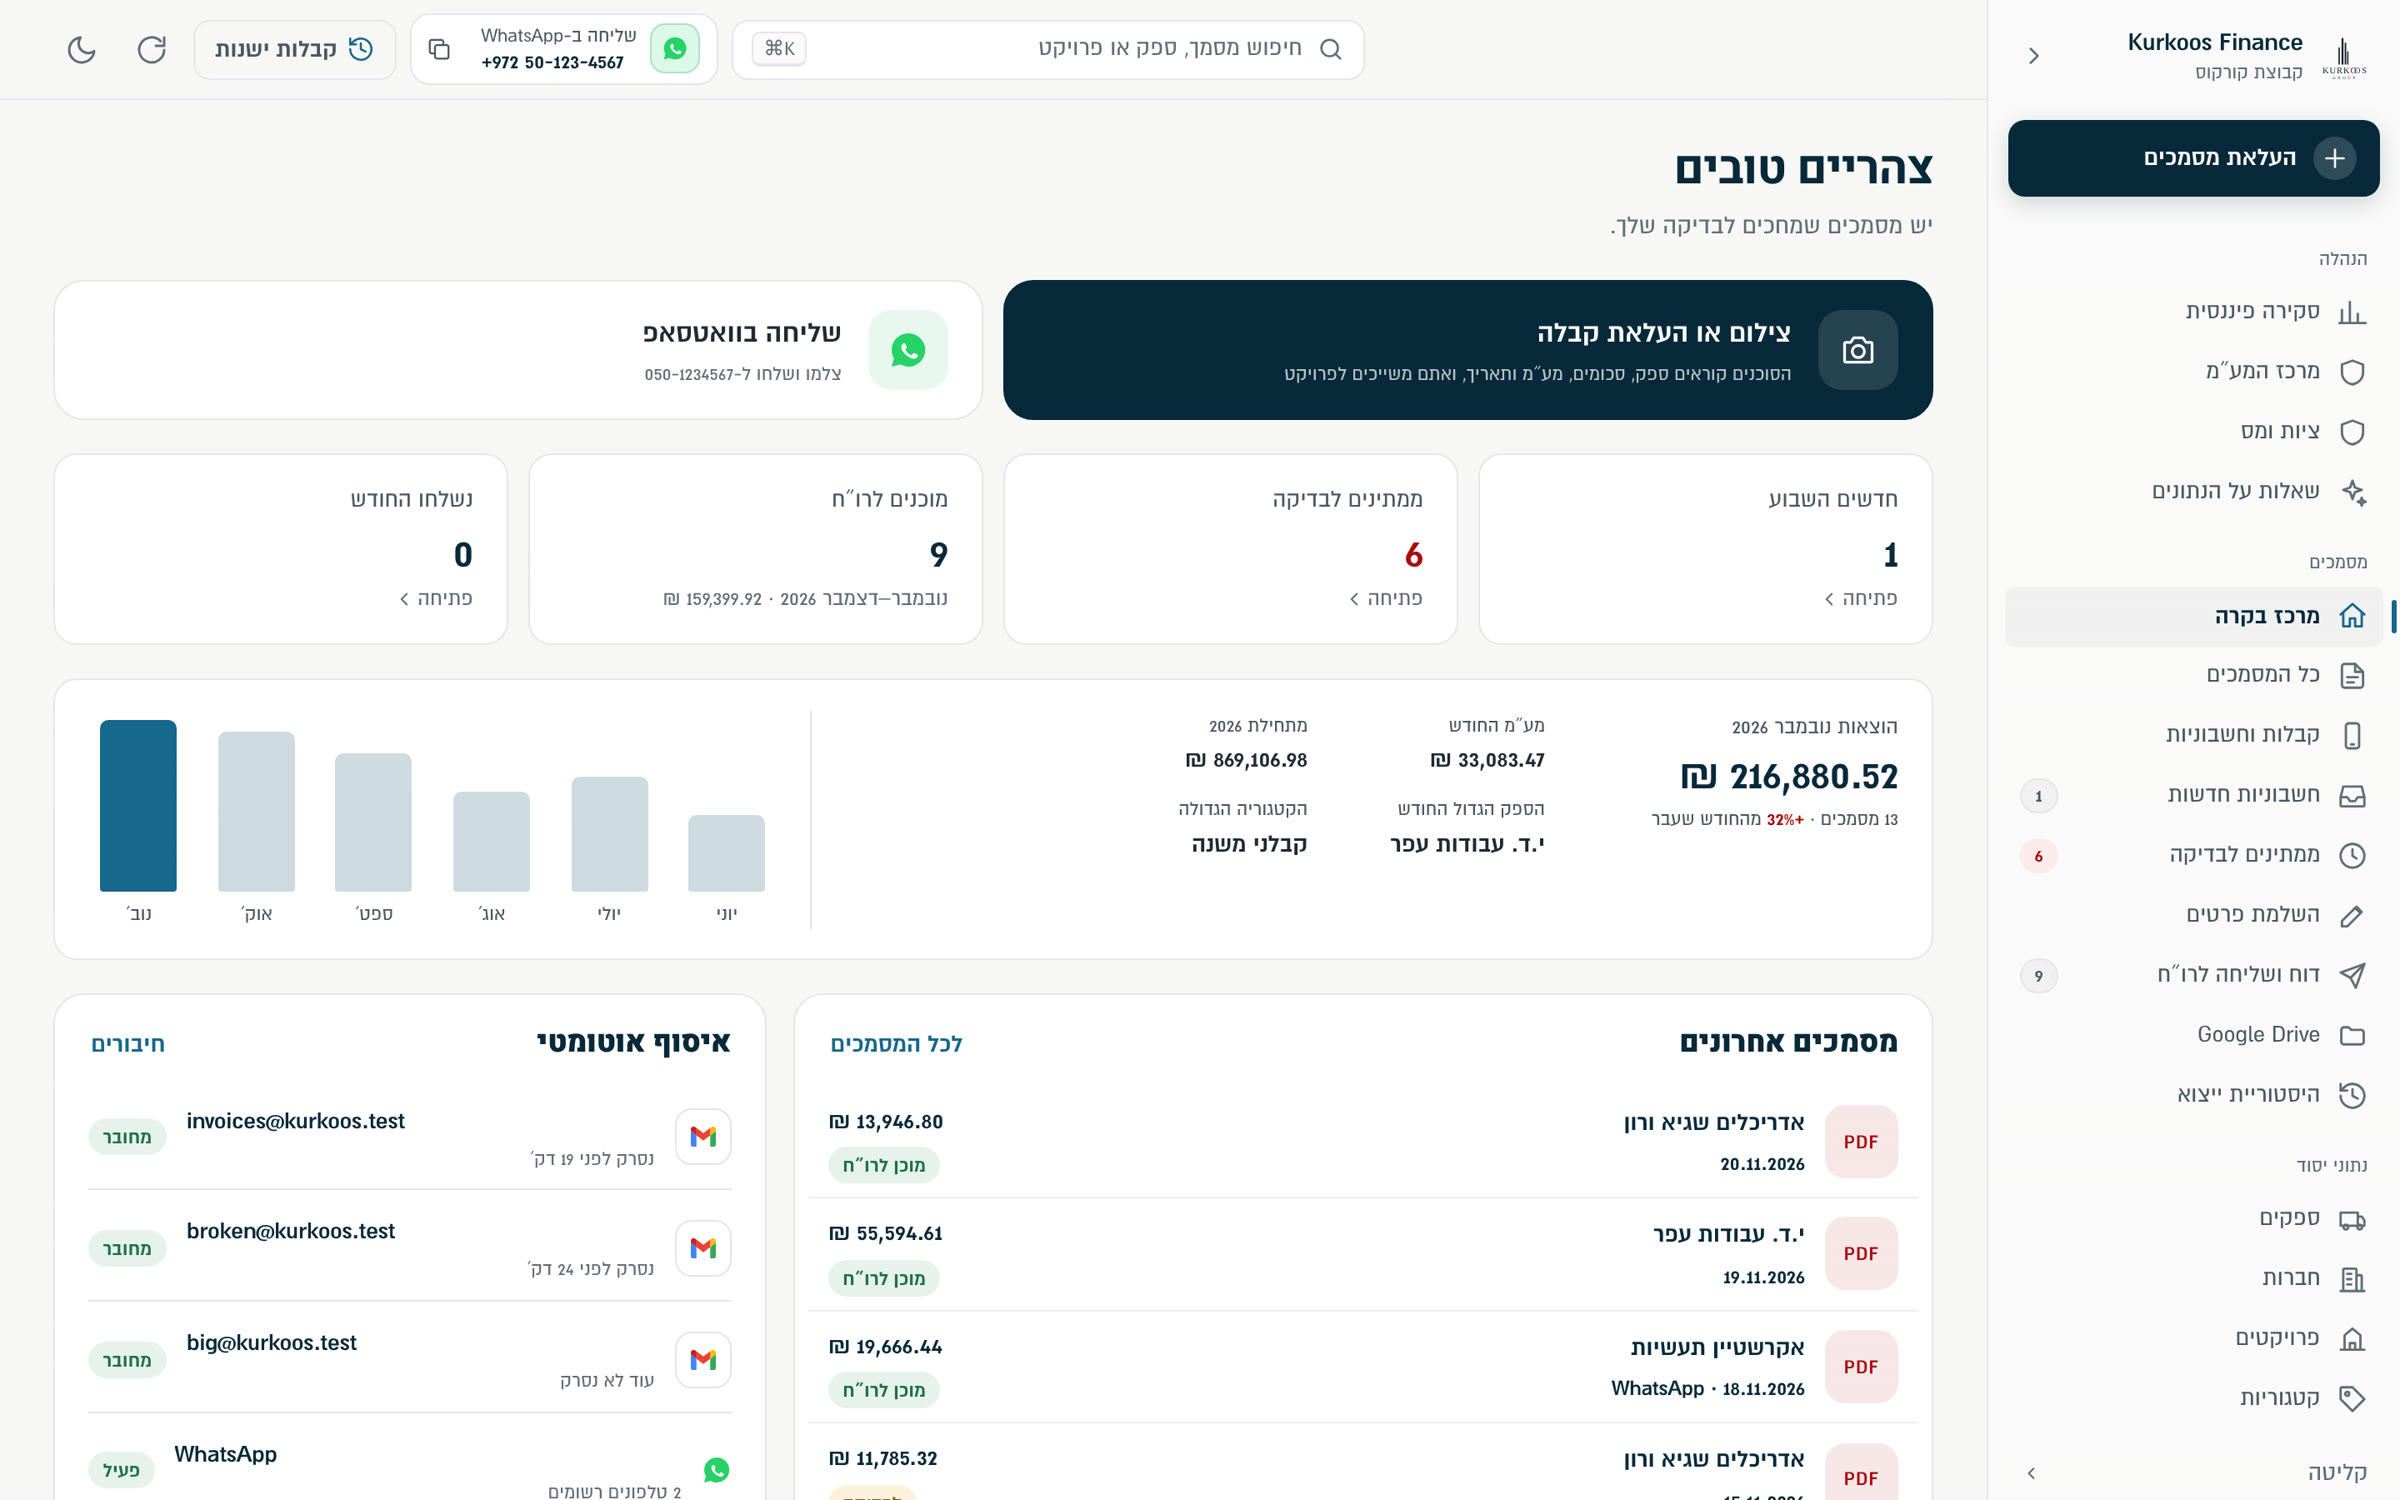 Kurkoos Finance
קבוצת קורקוס
KURKOOS
GROUP
העלאת מסמכים
הנהלה
סקירה פיננסית
מרכז המע״מ
ציות ומס
שאלות על הנתונים
מסמכים
מרכז בקרה
כל המסמכים
קבלות וחשבוניות
חשבוניות חדשות 1
ממתינים לבדיקה 6
השלמת פרטים
דוח ושליחה לרו״ח 9
Google Drive
היסטוריית ייצוא
נתוני יסוד
ספקים
חברות
פרויקטים
קטגוריות
קליטה
חיפוש מסמך, ספק או פרויקט ⌘K
שליחה ב-WhatsApp
+972 50-123-4567
קבלות ישנות
צהריים טובים
יש מסמכים שמחכים לבדיקה שלך.
צילום או העלאת קבלה
הסוכנים קוראים ספק, סכומים, מע״מ ותאריך, ואתם משייכים לפרויקט
שליחה בוואטסאפ
צלמו ושלחו ל-050-1234567
חדשים השבוע
1
פתיחה
ממתינים לבדיקה
6
פתיחה
מוכנים לרו״ח
9
נובמבר–דצמבר 2026 · 159,399.92 ₪
נשלחו החודש
0
פתיחה
הוצאות נובמבר 2026
216,880.52 ₪
13 מסמכים · +32% מהחודש שעבר
מע״מ החודש
33,083.47 ₪
מתחילת 2026
869,106.98 ₪
הספק הגדול החודש
י.ד. עבודות עפר
הקטגוריה הגדולה
קבלני משנה
יוני יולי אוג׳ ספט׳ אוק׳ נוב׳
מסמכים אחרונים
לכל המסמכים
PDF
אדריכלים שגיא ורון
20.11.2026
13,946.80 ₪
מוכן לרו״ח
PDF
י.ד. עבודות עפר
19.11.2026
55,594.61 ₪
מוכן לרו״ח
PDF
אקרשטיין תעשיות
18.11.2026 · WhatsApp
19,666.44 ₪
מוכן לרו״ח
PDF
אדריכלים שגיא ורון
11,785.32 ₪
איסוף אוטומטי
חיבורים
invoices@kurkoos.test
נסרק לפני 19 דק׳
מחובר
broken@kurkoos.test
נסרק לפני 24 דק׳
מחובר
big@kurkoos.test
עוד לא נסרק
מחובר
WhatsApp
2 טלפונים רשומים
פעיל